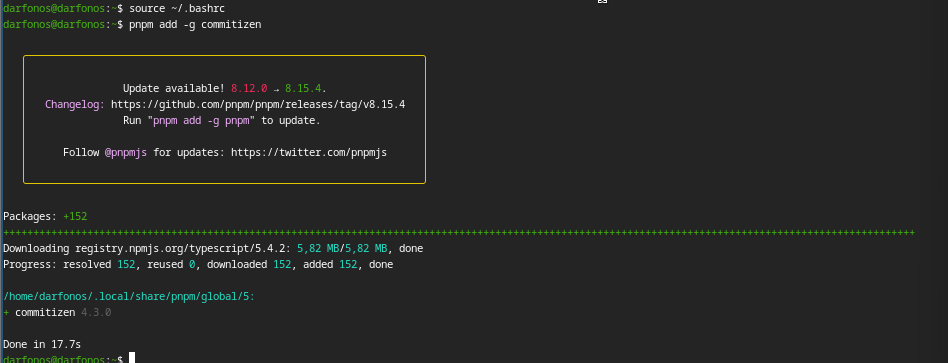 darfonos@darfonos:~$ source ~/.bashrc
darfonos@darfonos:~$ pnpm add -g commitizen
Update available! 8.12.0 → 8.15.4.
Changelog: https://github.com/pnpm/pnpm/releases/tag/v8.15.4
Run "pnpm add -g pnpm" to update.
Follow @pnpmjs for updates: https://twitter.com/pnpmjs
Packages: +152
++++++++++++++++++++++++++++++++++++++++++++++++++++++++++++++++++++++++++++++++++++++++++++++++++++++++++++++++++++++++++++++++++++++++++++++++++++++++
Downloading registry.npmjs.org/typescript/5.4.2: 5,82 MB/5,82 MB, done
Progress: resolved 152, reused 0, downloaded 152, added 152, done
/home/darfonos/.local/share/pnpm/global/5:
+ commitizen 4.3.0
Done in 17.7s
darfonos@darfonos:~$